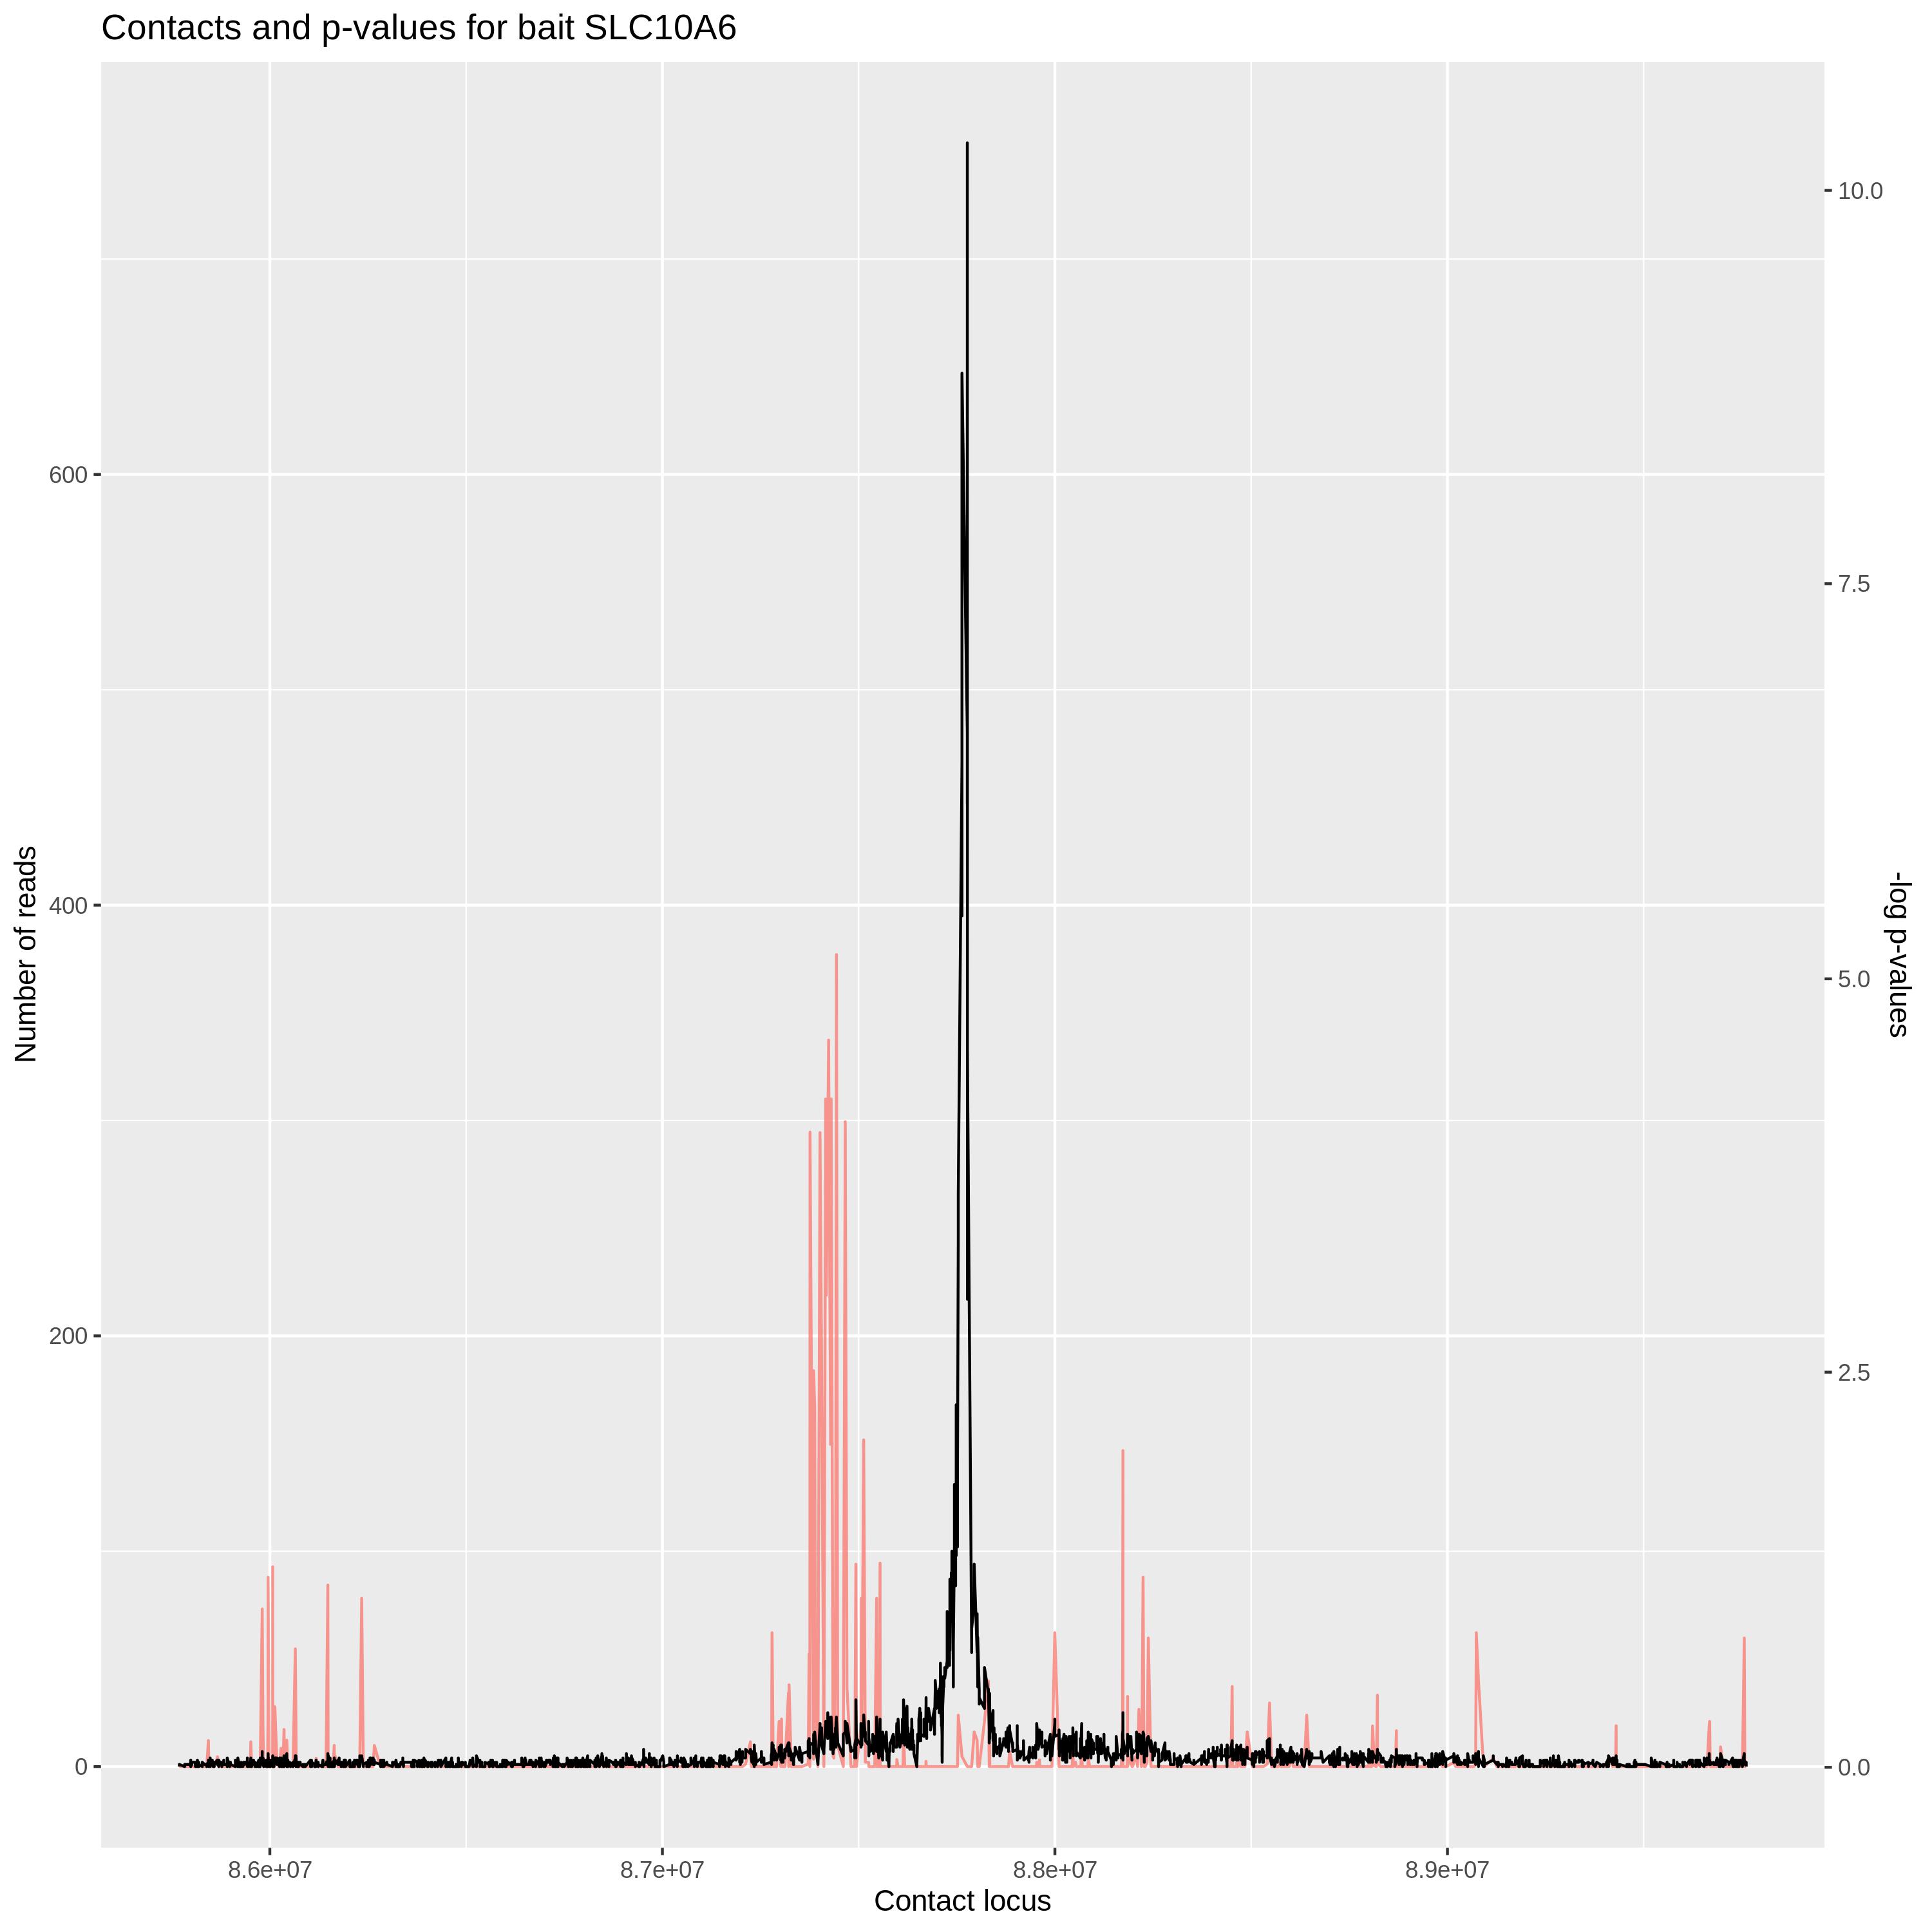 Contacts and p-values for bait SLC10A6
Number of reads
600
400
200
0
10.0
7.5
5.0
2.5
0.0
-log p-values
8.6e+07
8.7e+07
8.8e+07
8.9e+07
Contact locus